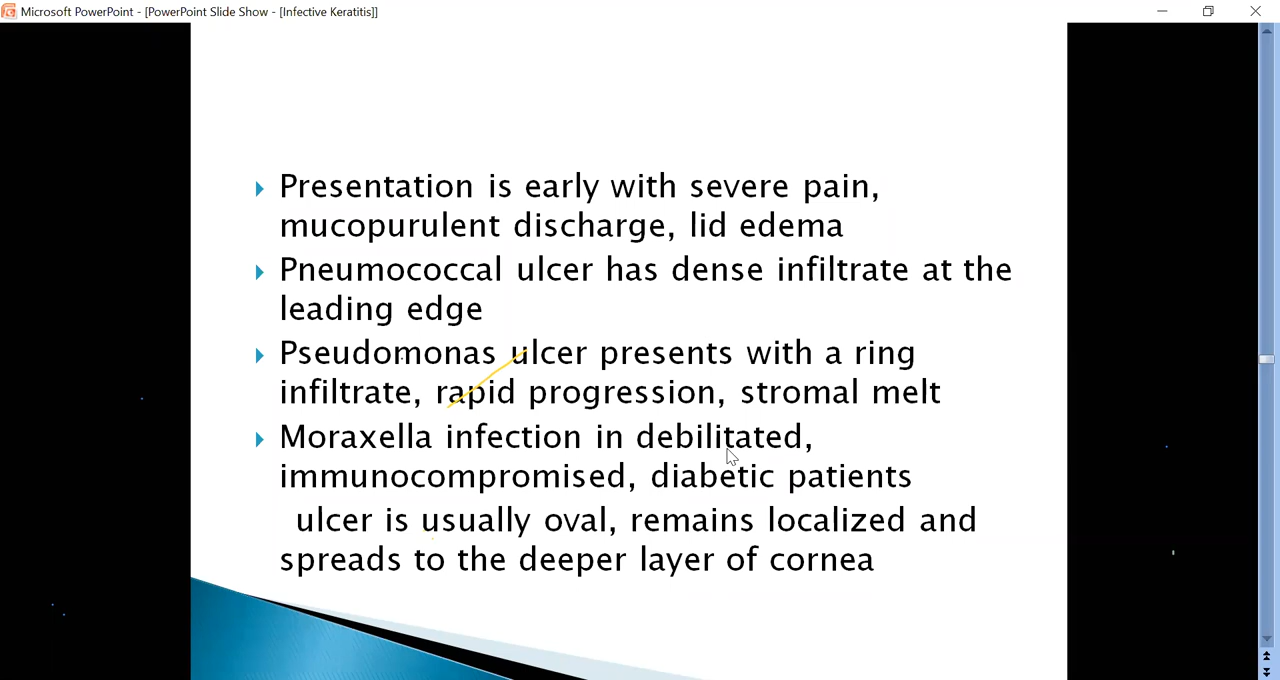 Microsoft PowerPoint - [PowerPoint Slide Show - [Infective Keratitis]]
Presentation is early with severe pain,
mucopurulent discharge, lid edema
Pneumococcal ulcer has dense infiltrate at the
leading edge
Pseudomonas ulcer presents with a ring
infiltrate, rapid progression, stromal melt
Moraxella infection in debilitated,
immunocompromised, diabetic patients
ulcer is usually oval, remains localized and
spreads to the deeper layer of cornea